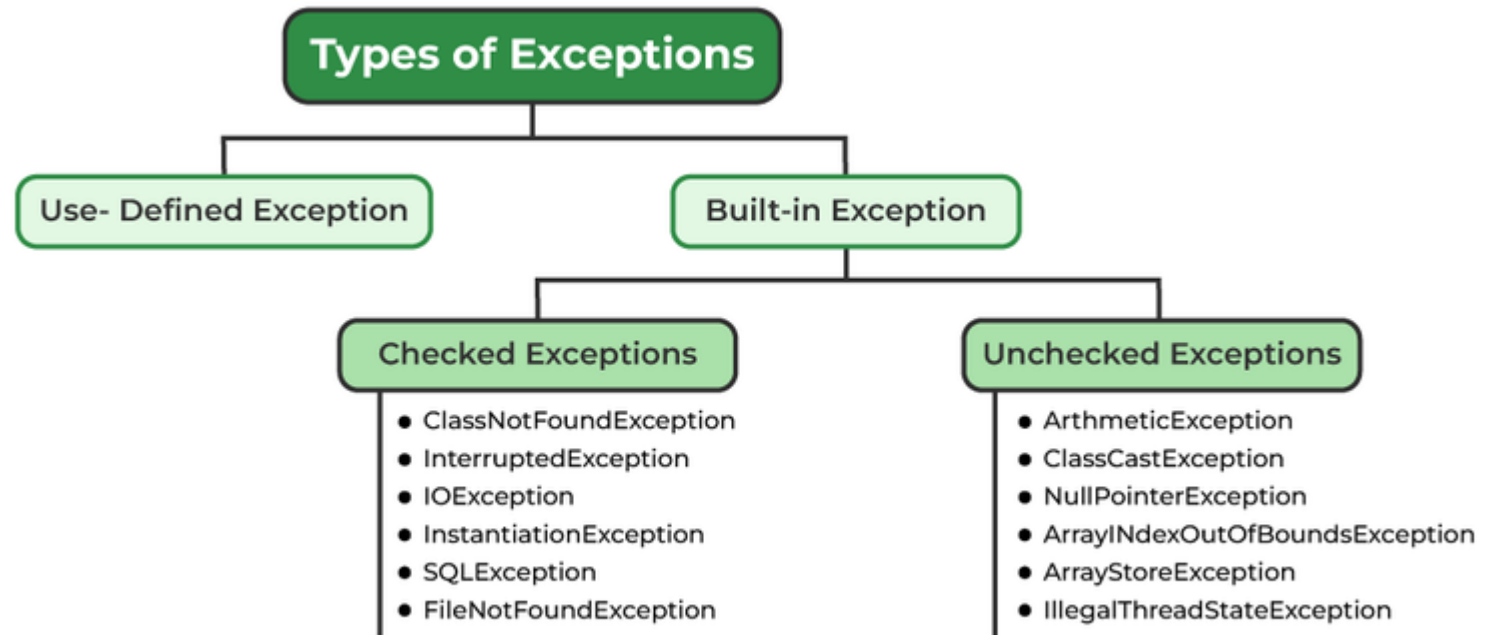 Types of Exceptions
Use- Defined Exception
Built-in Exception
Checked Exceptions
ClassNotFoundException
InterruptedException
IOException
InstantiationException
SQLException
FileNotFoundException
Unchecked Exceptions
ArthmeticException
ClassCastException
NullPointerException
ArrayINdexOutOfBoundsException
ArrayStoreException
IllegalThreadStateException